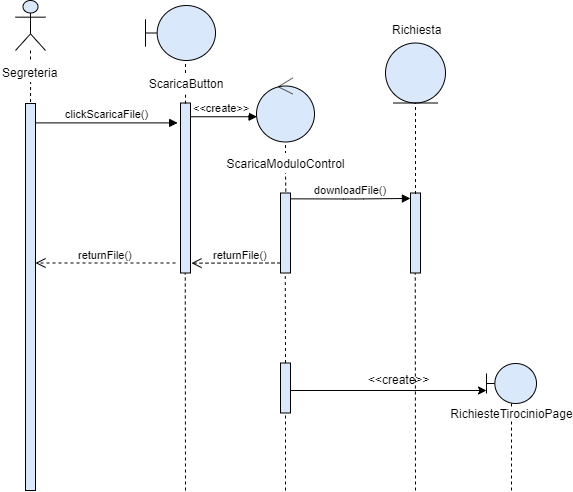 Richiesta
Segreteria
ScaricaButton
<<create>>
clickScaricaFile()
ScaricaModuloControl
downloadFile()
returnFile()
returnFile()
<<create>>
RichiesteTirocinioPage